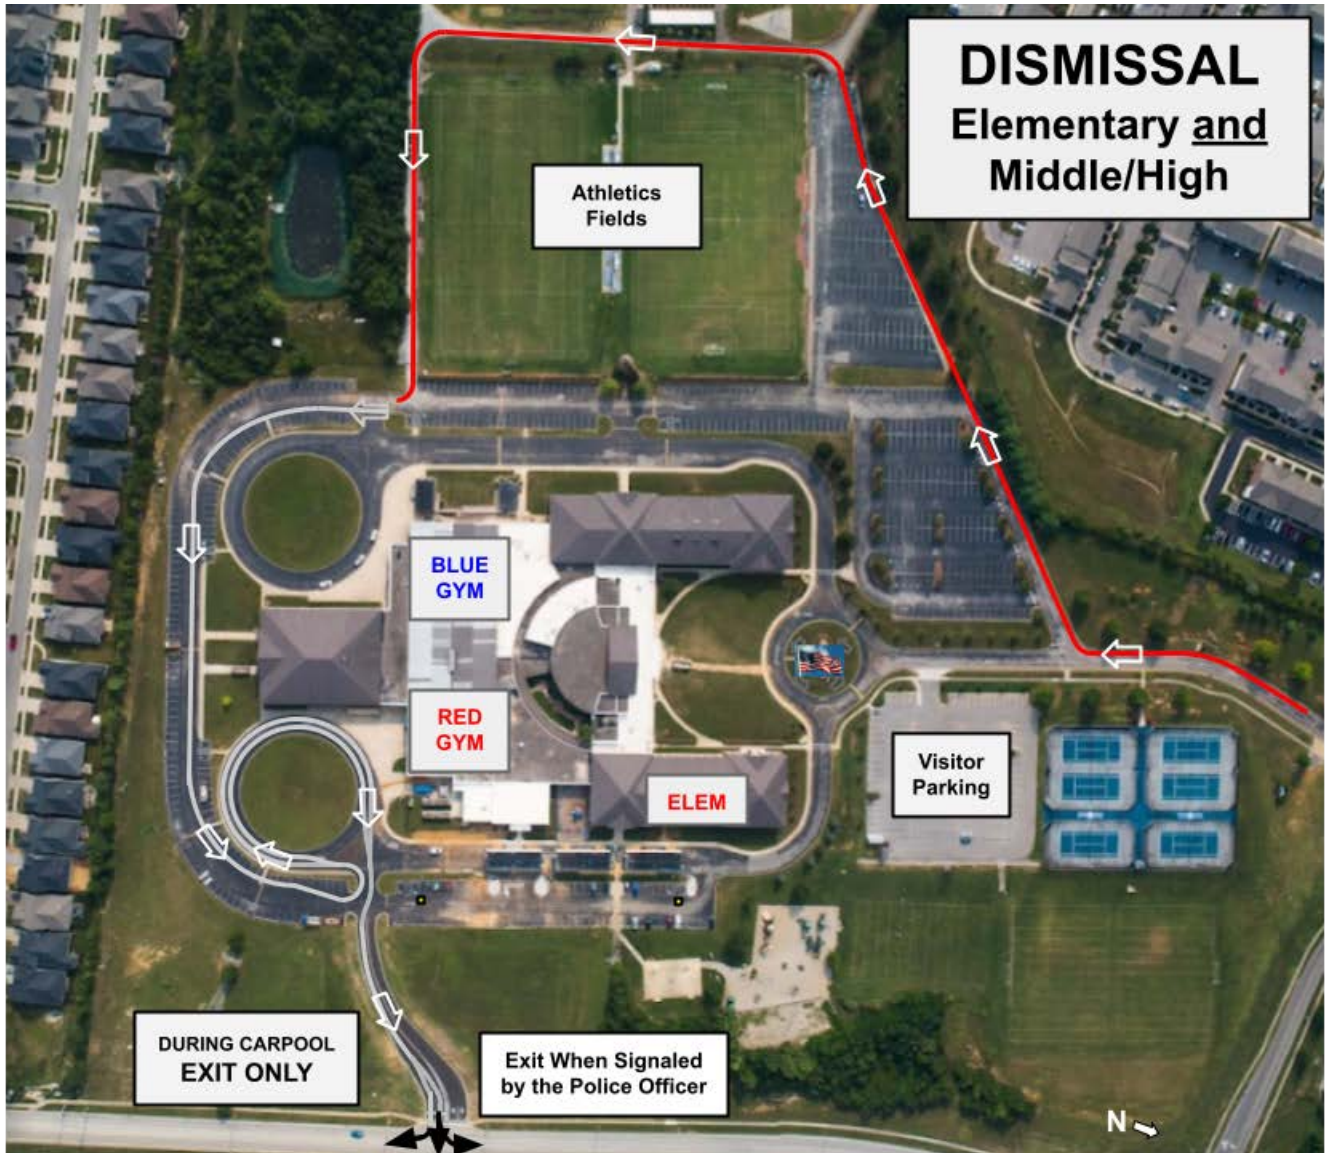 DISMISSAL
Elementary and
Middle/High
Athletics
Fields
BLUE
GYM
RED
GYM
ELEM
Visitor
Parking
DURING CARPOOL
EXIT ONLY
Exit When Signaled
by the Police Officer
N